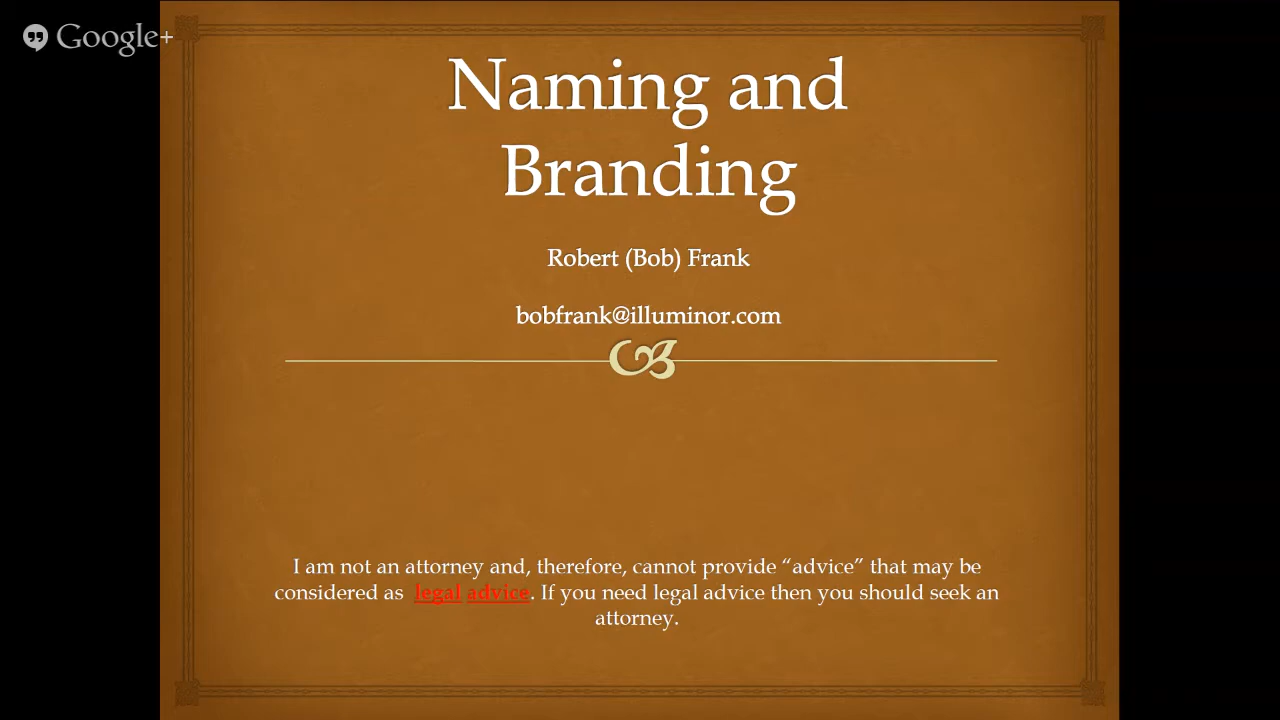 Google+
Naming and
Branding
Robert (Bob) Frank
bobfrank@illuminor.com
I am not an attorney and, therefore, cannot provide “advice” that may be
considered as legal advice. If you need legal advice then you should seek an
attorney.